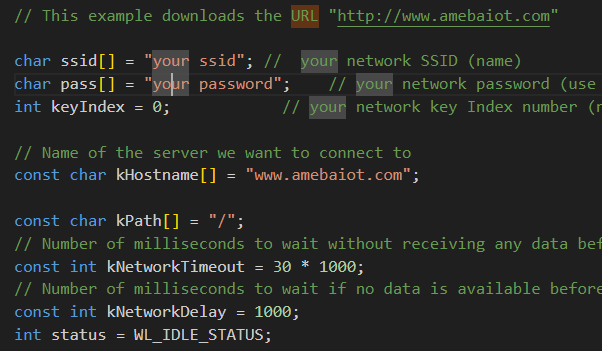 // This example downloads the URL "http://www.amebaiot.com"
char ssid[] = "your ssid"; //  your network SSID (name)
char pass[] = "your password";    // your network password (use
int keyIndex = 0;            // your network key Index number (n
// Name of the server we want to connect to
const char kHostname[] = "www.amebaiot.com";
const char kPath[] = "/";
// Number of milliseconds to wait without receiving any data bef
const int kNetworkTimeout = 30 * 1000;
// Number of milliseconds to wait if no data is available before
const int kNetworkDelay = 1000;
int status = WL_IDLE_STATUS;